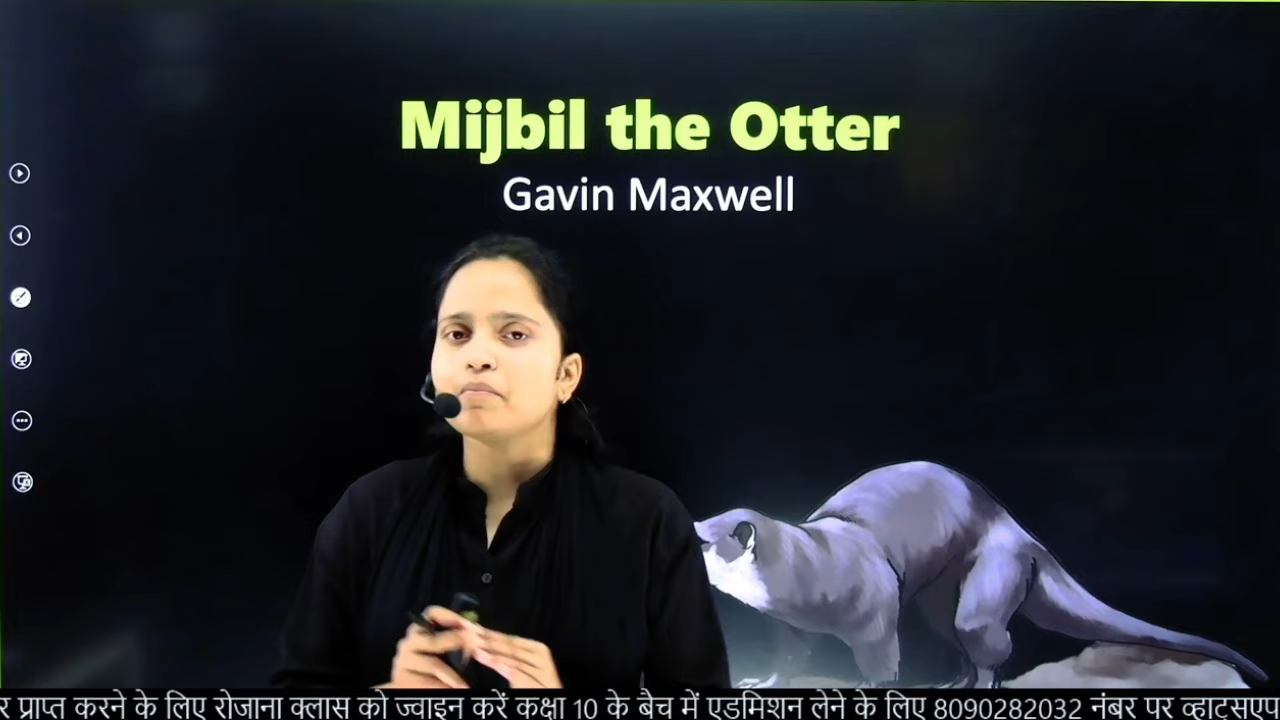 Mijbil the Otter
Gavin Maxwell
र प्राप्त करने के लिए रोजाना क्लास को ज्वाइन करें कक्षा 10 के बैच में एडमिशन लेने के लिए 8090282032 नंबर पर व्हाट्सएप